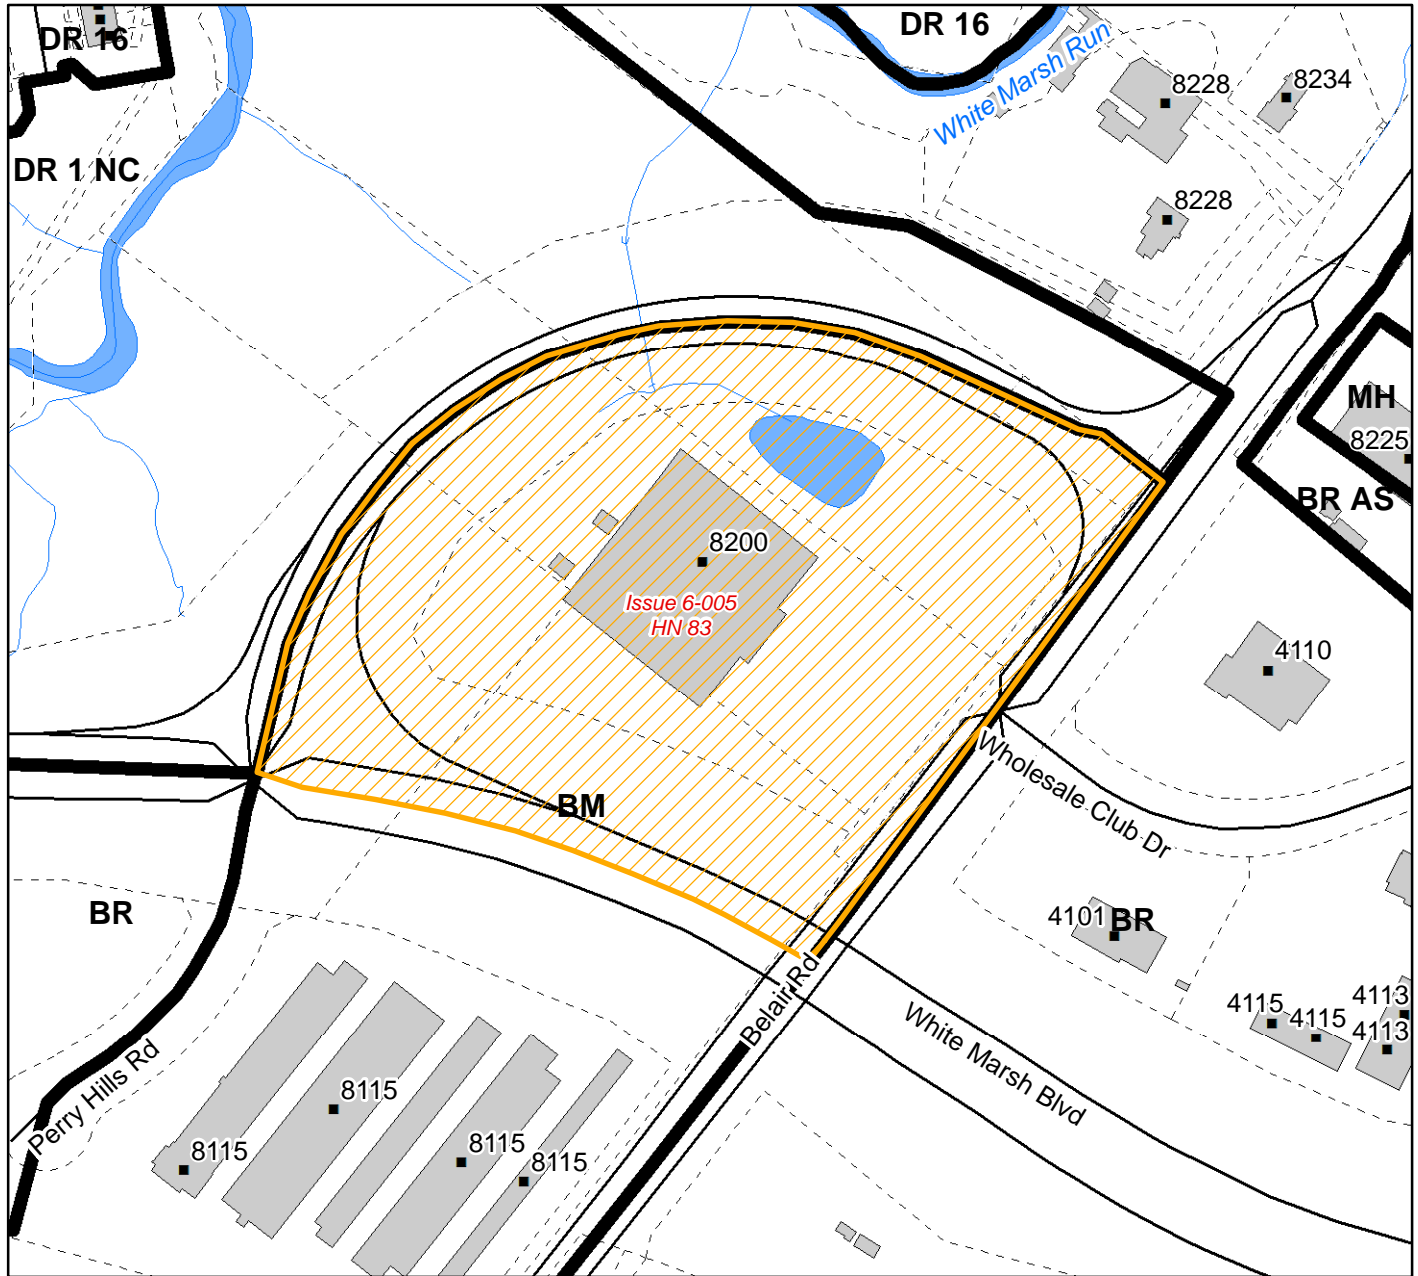 DR 16
DR 16
White Marsh Run
8228
8234
DR 1 NC
8228
MH
8225
BR AS
8200
Issue 6-005
HN 83
4110
Wholesale Club Dr
BM
BR
4101
BR
Belair Rd
White Marsh Blvd
4115
4115
4113
4113
Perry Hills Rd
8115
8115
8115
8115